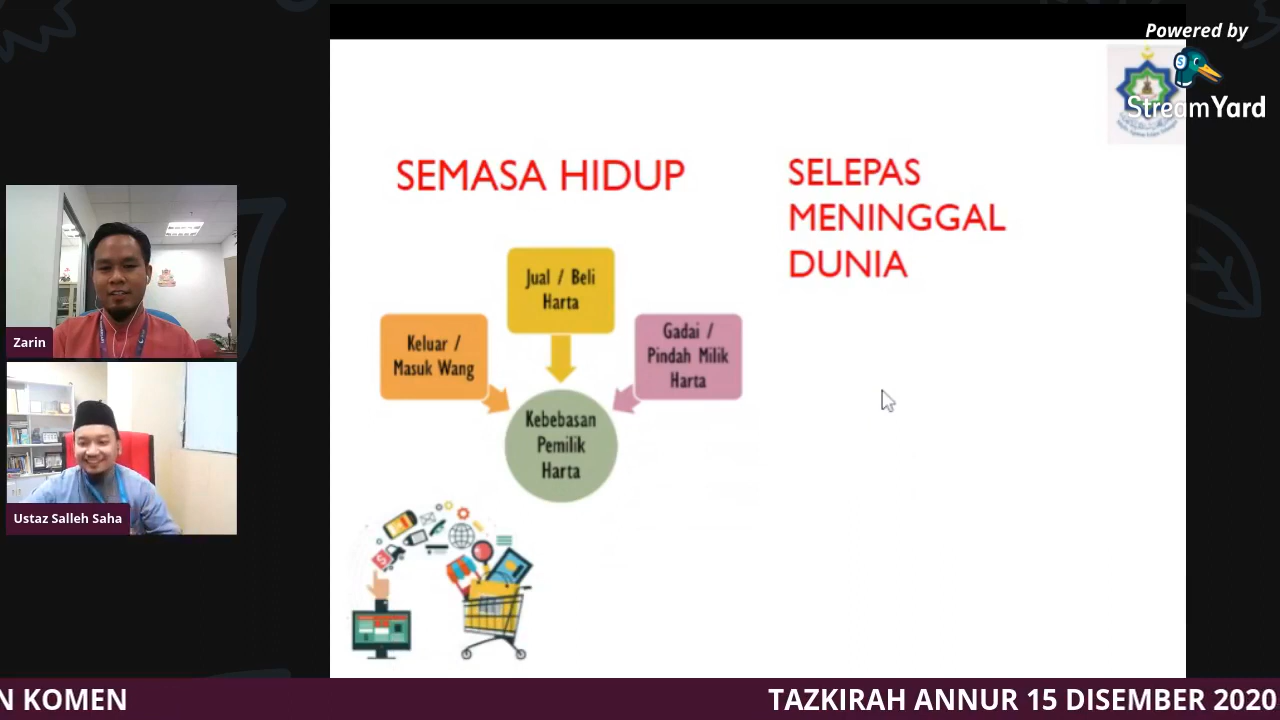 Powered by
StreamYard
SEMASA HIDUP
SELEPAS
MENINGGAL
DUNIA
Jual / Beli
Harta
Keluar /
Masuk Wang
Gadai /
Pindah Milik
Harta
Kebebasan
Pemilik
Harta
Zarin
Ustaz Salleh Saha
N KOMEN
TAZKIRAH ANNUR 15 DISEMBER 2020